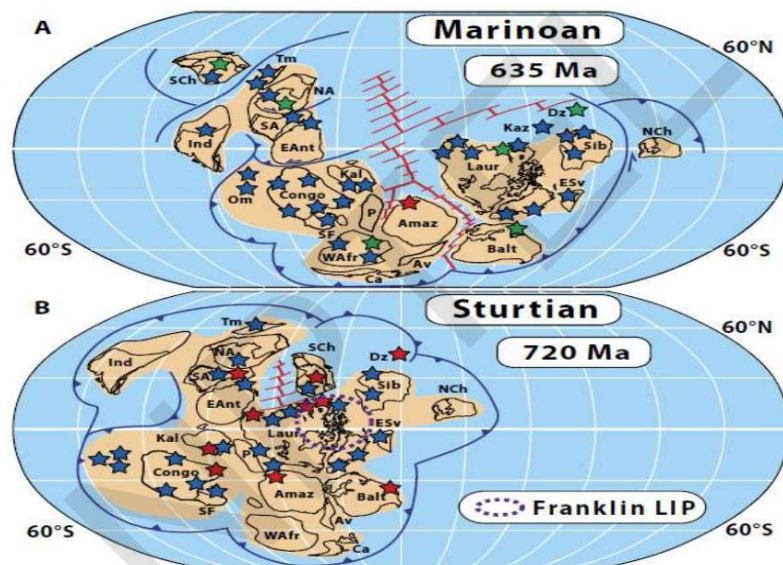 A
Marinoan
60°N
635 Ma
SCh
Tm
NA
Dz
Kaz
NCh
Ind
SA
EAnt
Laur
Sib
Kal
ESv
Om
Congo
P
Amaz
SF
60°S
WAfr
Balt
60°S
Av
Ca
B
Sturtian
Tm
60°N
720 Ma
NA
SCh
Dz
Ind
SA
Sib
NCh
EAnt
Laur
ESv
Kal
P
Congo
Amaz
Balt
SF
Franklin LIP
Av
60°S
WAfr
60°S
Ca